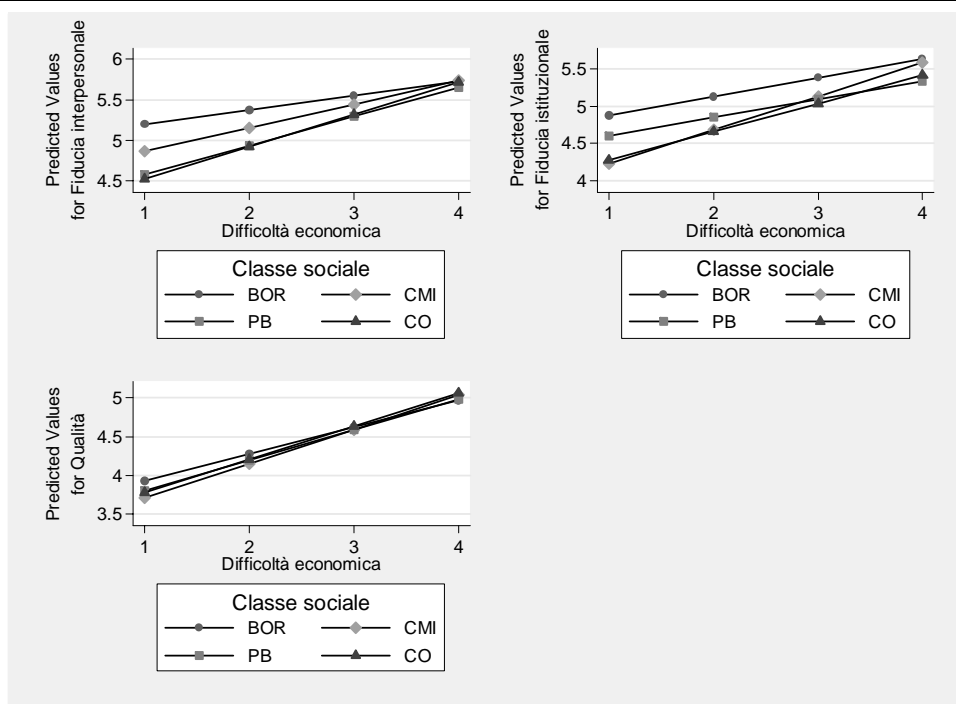 Predicted Values
for Fiducia interpersonale
6
5.5
5
4.5
1 2 3 4
Difficoltà economica
Classe sociale
BOR CMI
PB CO
Predicted Values
for Fiducia istituzionale
5.5
5
4.5
4
1 2 3 4
Difficoltà economica
Classe sociale
BOR CMI
PB CO
Predicted Values
for Qualità
5
4.5
4
3.5
1 2 3 4
Difficoltà economica
Classe sociale
BOR CMI
PB CO